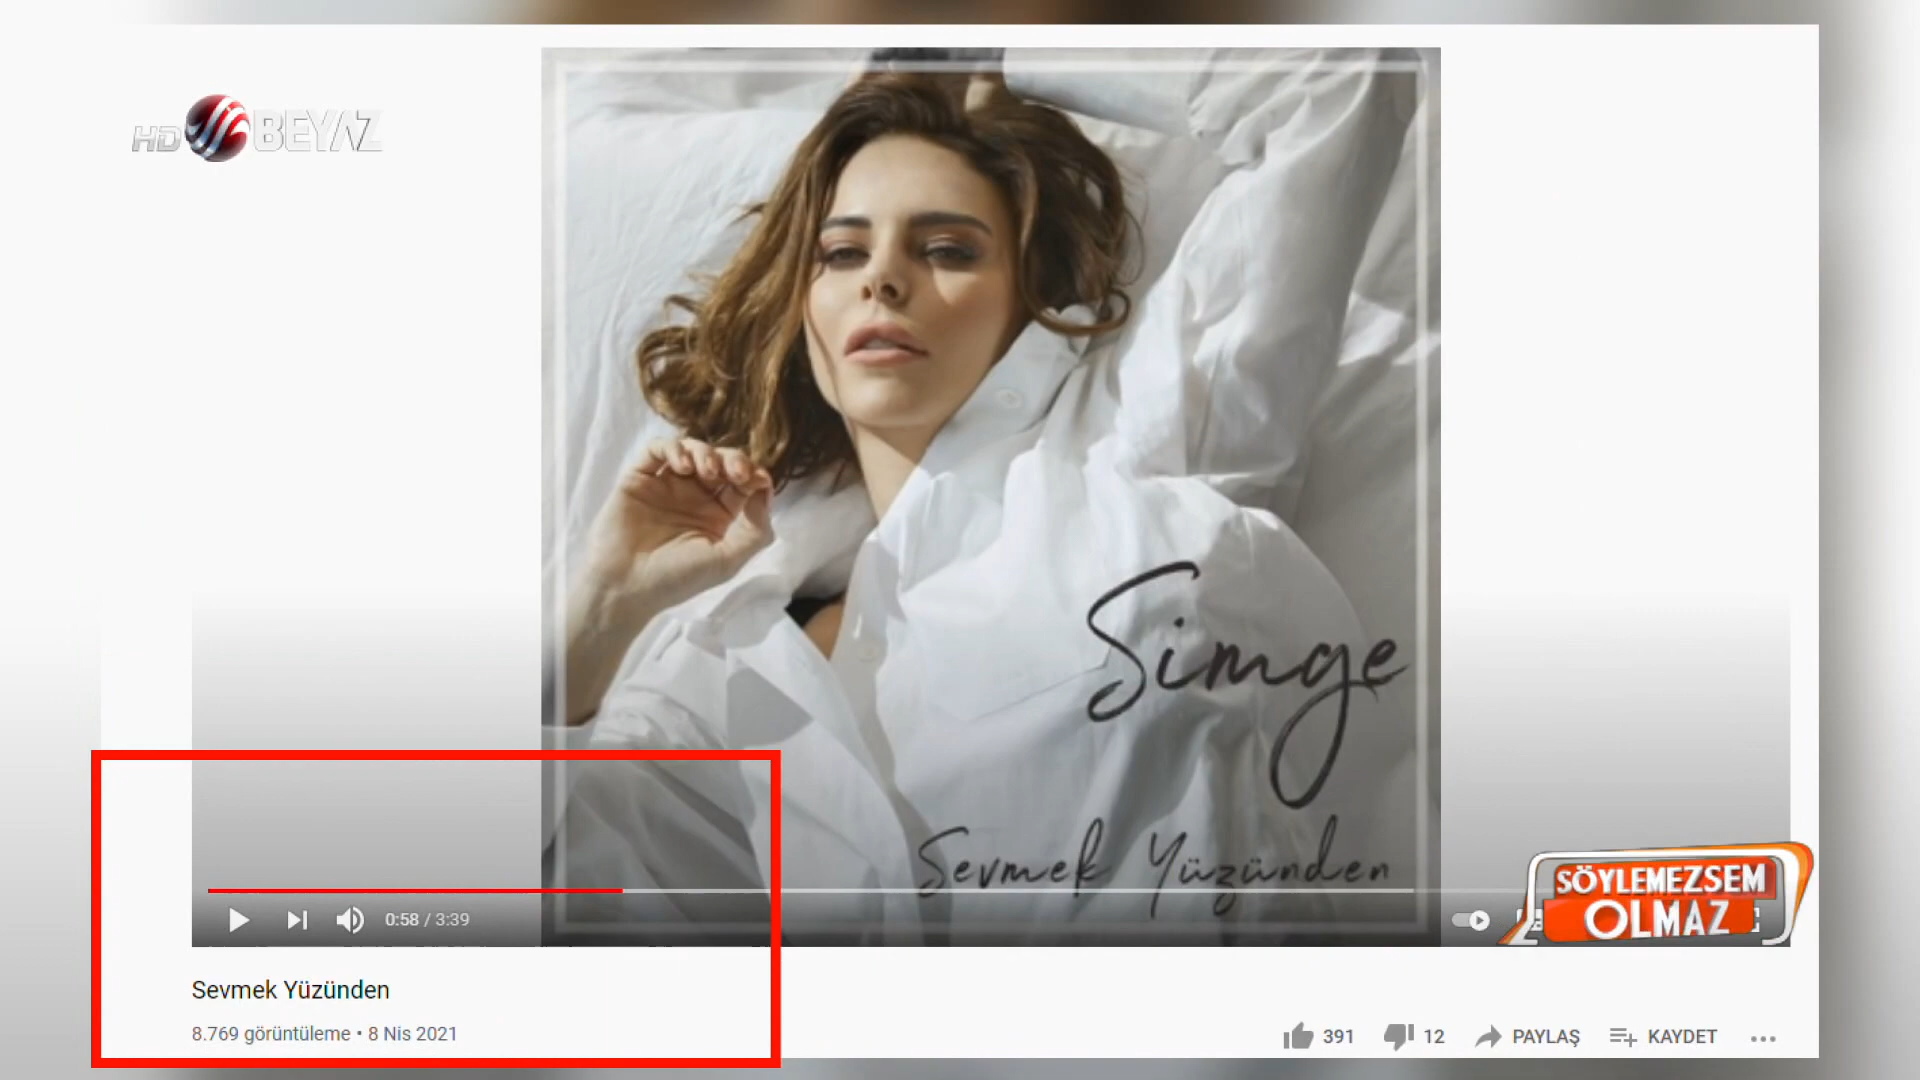 HD BEYAZ
Simge
Sevmek Yüzünden
SÖYLEMEZSEM
OLMAZ
0:58 / 3:39
Sevmek Yüzünden
8.769 görüntüleme • 8 Nis 2021
391
12
PAYLAŞ
KAYDET